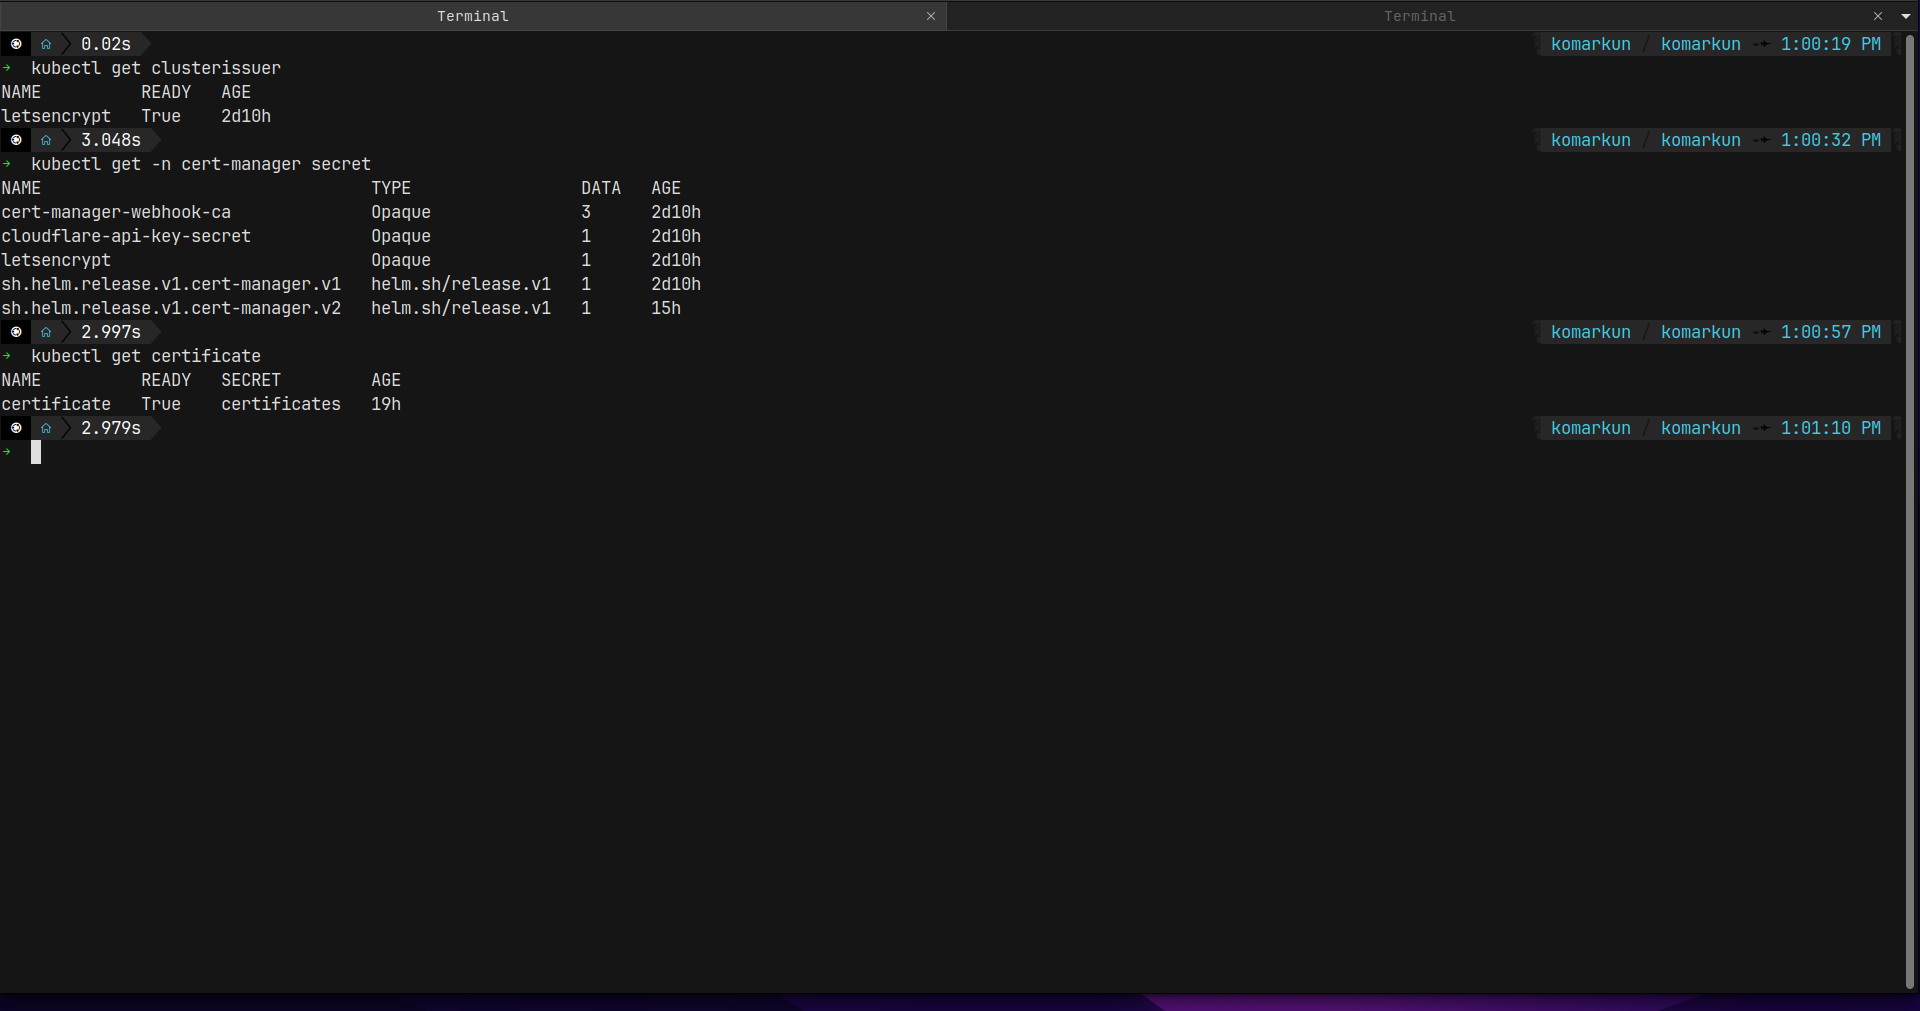 Terminal × Terminal ×
0.02s komarkun / komarkun 1:00:19 PM
→ kubectl get clusterissuer
NAME READY AGE
letsencrypt True 2d10h
3.048s komarkun / komarkun 1:00:32 PM
→ kubectl get -n cert-manager secret
NAME TYPE DATA AGE
cert-manager-webhook-ca Opaque 3 2d10h
cloudflare-api-key-secret Opaque 1 2d10h
letsencrypt Opaque 1 2d10h
sh.helm.release.v1.cert-manager.v1 helm.sh/release.v1 1 2d10h
sh.helm.release.v1.cert-manager.v2 helm.sh/release.v1 1 15h
2.997s komarkun / komarkun 1:00:57 PM
→ kubectl get certificate
NAME READY SECRET AGE
certificate True certificates 19h
2.979s komarkun / komarkun 1:01:10 PM
→